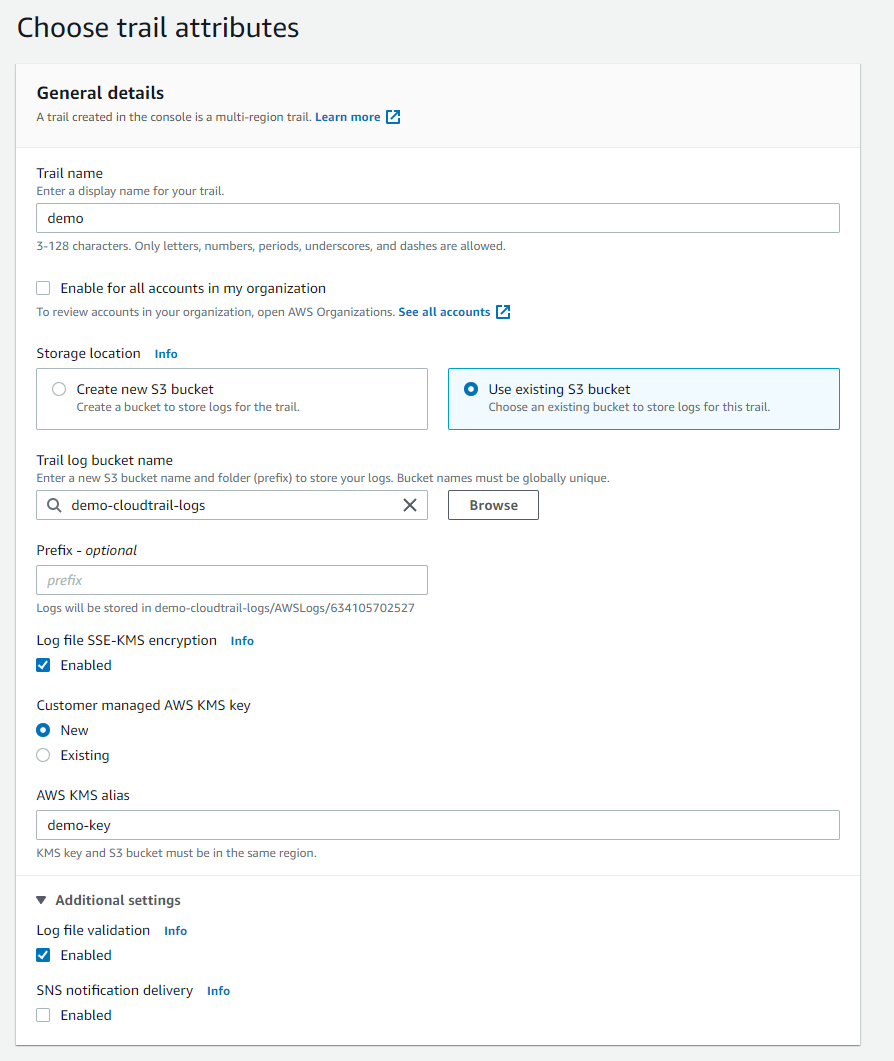 Choose trail attributes
General details
A trail created in the console is a multi-region trail. Learn more
Trail name
Enter a display name for your trail.
demo
3-128 characters. Only letters, numbers, periods, underscores, and dashes are allowed.
Enable for all accounts in my organization
To review accounts in your organization, open AWS Organizations. See all accounts
Storage location Info
Create new S3 bucket
Create a bucket to store logs for the trail.
Use existing S3 bucket
Choose an existing bucket to store logs for this trail.
Trail log bucket name
Enter a new S3 bucket name and folder (prefix) to store your logs. Bucket names must be globally unique.
demo-cloudtrail-logs
Browse
Prefix - optional
prefix
Logs will be stored in demo-cloudtrail-logs/AWSLogs/634105702527
Log file SSE-KMS encryption Info
Enabled
Customer managed AWS KMS key
New
Existing
AWS KMS alias
demo-key
KMS key and S3 bucket must be in the same region.
Additional settings
Log file validation Info
Enabled
SNS notification delivery Info
Enabled